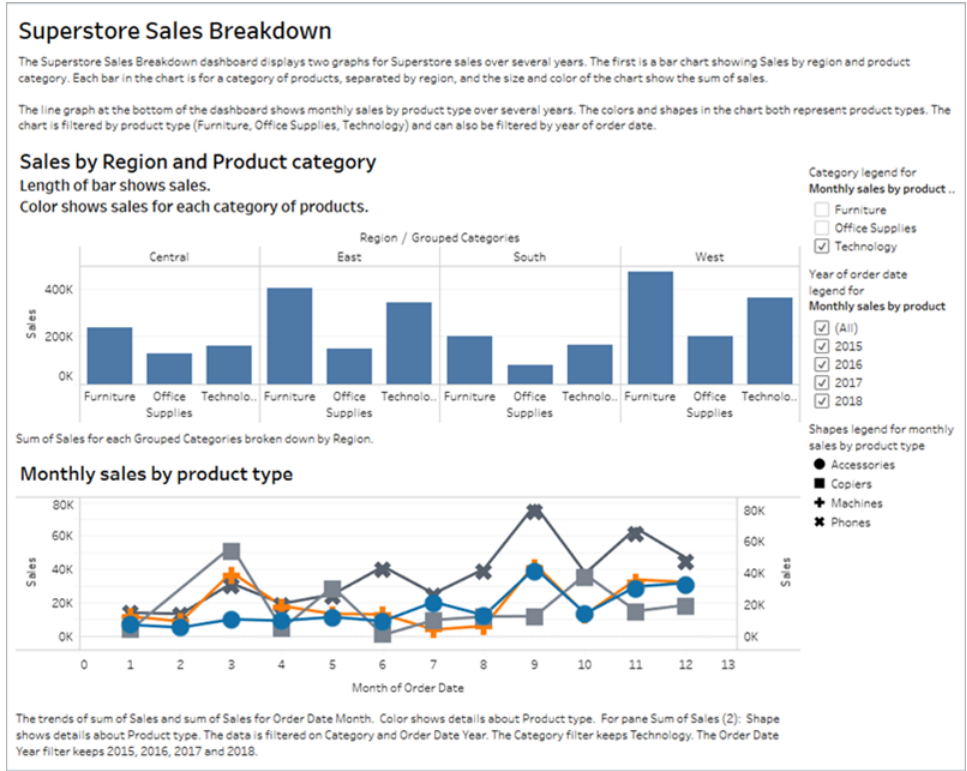 Superstore Sales Breakdown
The Superstore Sales Breakdown dashboard displays two graphs for Superstore sales over several years. The first is a bar chart showing Sales by region and product
category. Each bar in the chart is for a category of products, separated by region, and the size and color of the chart show the sum of sales.
The line graph at the bottom of the dashboard shows monthly sales by product type over several years. The colors and shapes in the chart both represent product types. The
chart is filtered by product type (Furniture, Office Supplies, Technology) and can also be filtered by year of order date.
Sales by Region and Product category
Length of bar shows sales.
Color shows sales for each category of products.
Region / Grouped Categories
Central East South West
Sales
400K
200K
0K
Furniture Office Technolo.. Furniture Office Technolo.. Furniture Office Technolo.. Furniture Office Technolo..
Supplies Supplies Supplies Supplies
Sum of Sales for each Grouped Categories broken down by Region.
Category legend for
Monthly sales by product ..
Furniture
Office Supplies
Technology
Year of order date
legend for
Monthly sales by product
(All)
2015
2016
2017
2018
Shapes legend for monthly
sales by product type
Accessories
Copiers
Machines
Phones
Monthly sales by product type
Sales
80K
60K
40K
20K
0K
80K
60K
40K
20K
0K
Sales
0 1 2 3 4 5 6 7 8 9 10 11 12 13
Month of Order Date
The trends of sum of Sales and sum of Sales for Order Date Month. Color shows details about Product type. For pane Sum of Sales (2): Shape
shows details about Product type. The data is filtered on Category and Order Date Year. The Category filter keeps Technology. The Order Date
Year filter keeps 2015, 2016, 2017 and 2018.